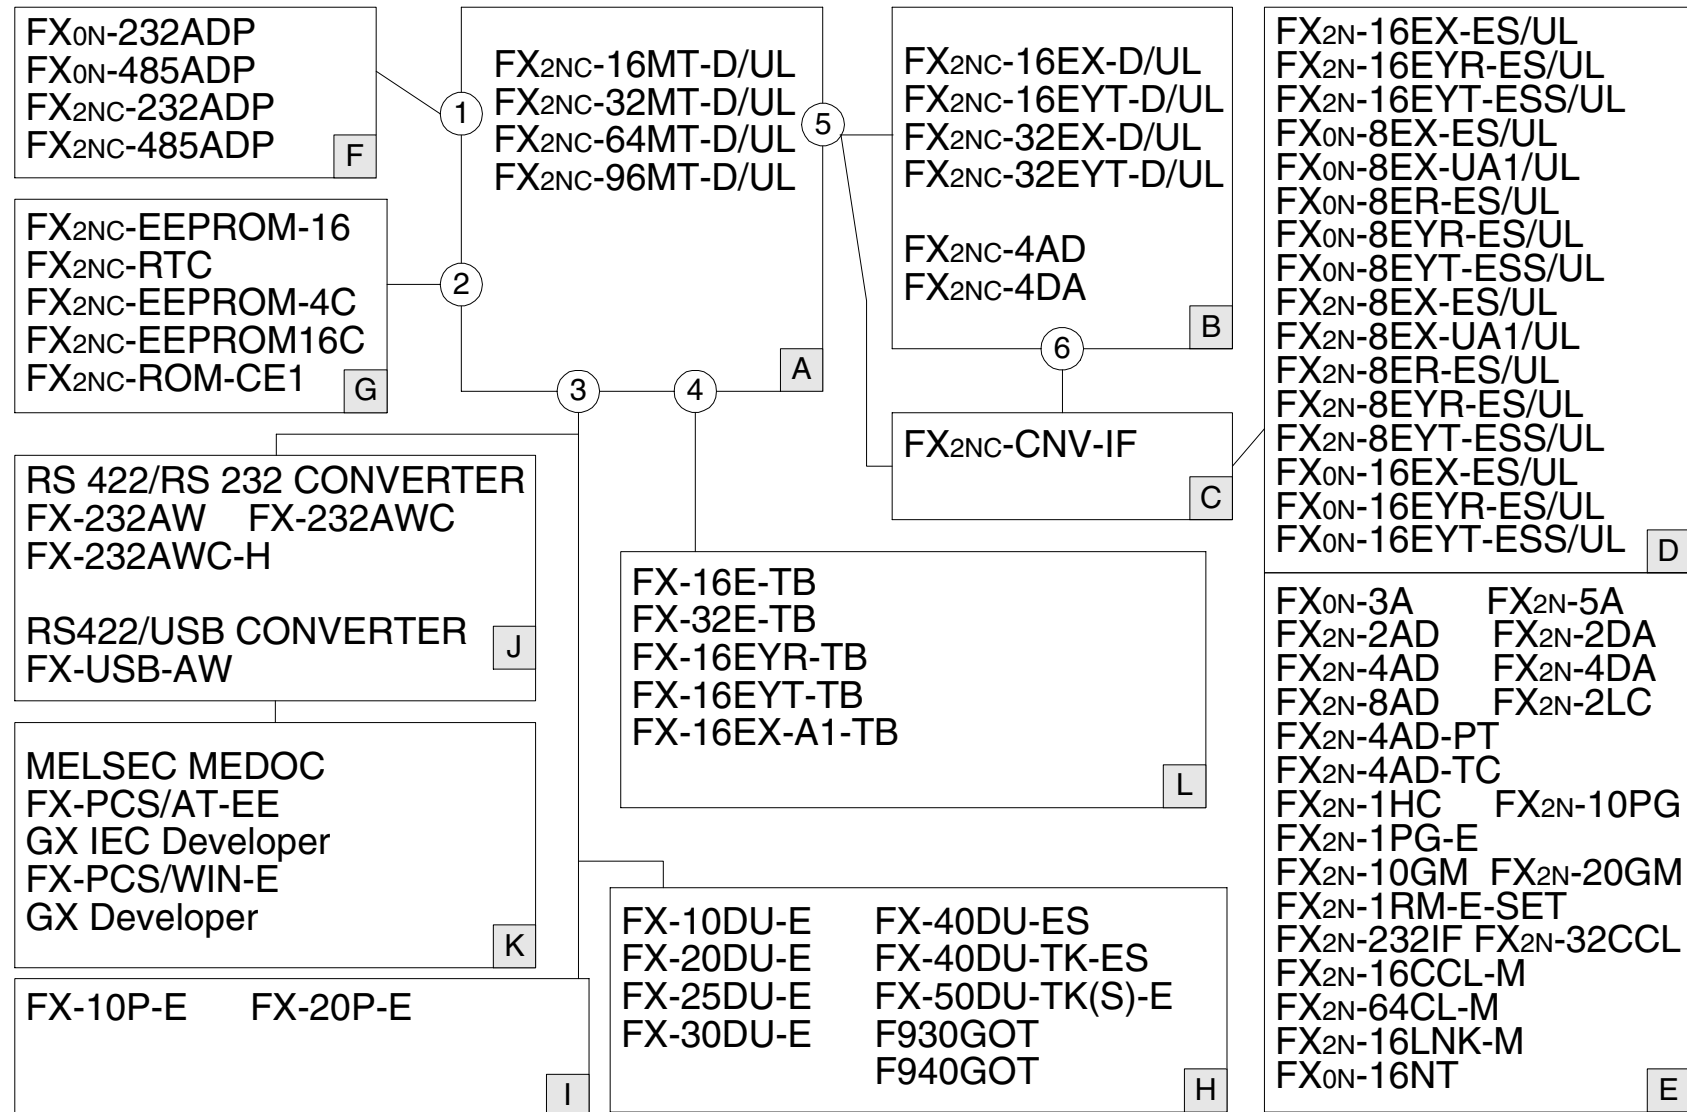 FX0N-232ADP
FX0N-485ADP
FX2NC-232ADP
FX2NC-485ADP
F
1
FX2NC-EEPROM-16
FX2NC-RTC
FX2NC-EEPROM-4C
FX2NC-EEPROM16C
FX2NC-ROM-CE1
G
2
FX2NC-16MT-D/UL
FX2NC-32MT-D/UL
FX2NC-64MT-D/UL
FX2NC-96MT-D/UL
A
3
4
5
FX2NC-16EX-D/UL
FX2NC-16EYT-D/UL
FX2NC-32EX-D/UL
FX2NC-32EYT-D/UL
FX2NC-4AD
FX2NC-4DA
B
6
FX2NC-CNV-IF
C
FX2N-16EX-ES/UL
FX2N-16EYR-ES/UL
FX2N-16EYT-ESS/UL
FX0N-8EX-ES/UL
FX0N-8EX-UA1/UL
FX0N-8ER-ES/UL
FX0N-8EYR-ES/UL
FX0N-8EYT-ESS/UL
FX2N-8EX-ES/UL
FX2N-8EX-UA1/UL
FX2N-8ER-ES/UL
FX2N-8EYR-ES/UL
FX2N-8EYT-ESS/UL
FX0N-16EX-ES/UL
FX0N-16EYR-ES/UL
FX0N-16EYT-ESS/UL
D
FX0N-3A FX2N-5A
FX2N-2AD FX2N-2DA
FX2N-4AD FX2N-4DA
FX2N-8AD FX2N-2LC
FX2N-4AD-PT
FX2N-4AD-TC
FX2N-1HC FX2N-10PG
FX2N-1PG-E
FX2N-10GM FX2N-20GM
FX2N-1RM-E-SET
FX2N-232IF FX2N-32CCL
FX2N-16CCL-M
FX2N-64CL-M
FX2N-16LNK-M
FX0N-16NT
E
RS 422/RS 232 CONVERTER
FX-232AW FX-232AWC
FX-232AWC-H
RS422/USB CONVERTER
FX-USB-AW
J
MELSEC MEDOC
FX-PCS/AT-EE
GX IEC Developer
FX-PCS/WIN-E
GX Developer
K
FX-10P-E FX-20P-E
I
FX-16E-TB
FX-32E-TB
FX-16EYR-TB
FX-16EYT-TB
FX-16EX-A1-TB
L
FX-10DU-E FX-40DU-ES
FX-20DU-E FX-40DU-TK-ES
FX-25DU-E FX-50DU-TK(S)-E
FX-30DU-E F930GOT
F940GOT
H